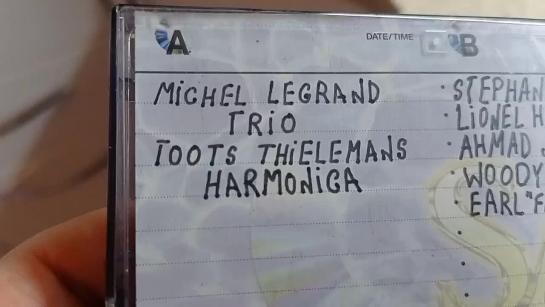 A DATE/TIME B
MiCHEL LEGRAND
TRiO
TOOTS THiELEMANS
HARMONiCA
· STEPHAN
· LiONEL H
· AHMAD J
· WOODY
· EARL "F